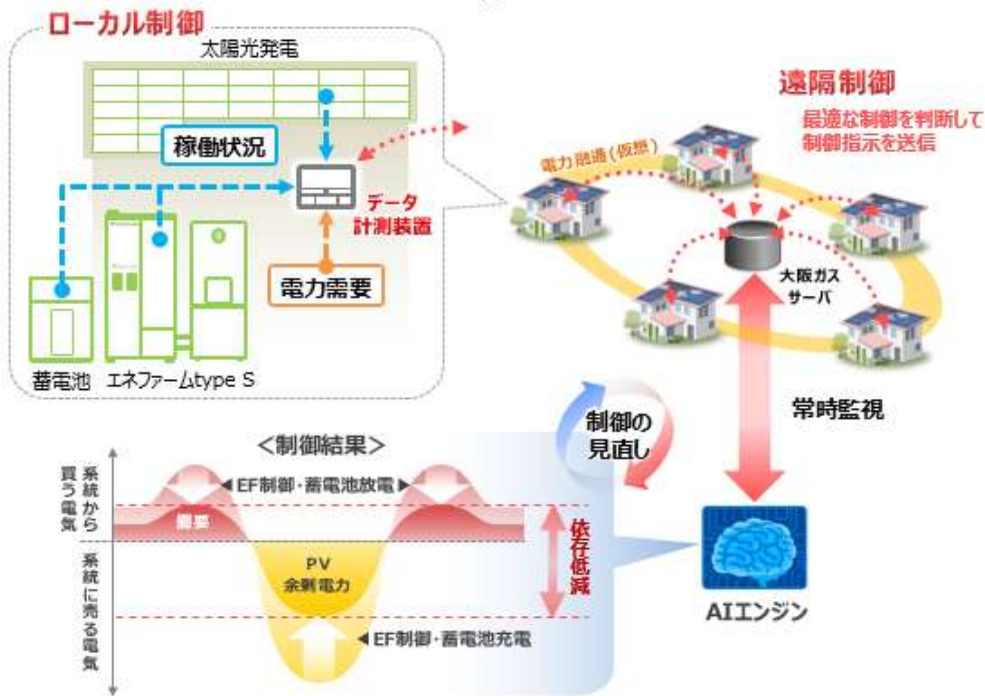 ローカル制御
太陽光発電
稼働状況
データ
計測装置
電力需要
蓄電池
エネファームtype S
遠隔制御
最適な制御を判断して
制御指示を送信
電力融通(仮想)
大阪ガス
サーバ
常時監視
制御の
見直し
AIエンジン
<制御結果>
系統から
買う電気
◀EF制御・蓄電池放電▶
需要
依存低減
PV
余剰電力
系統に売る電気
◀EF制御・蓄電池充電